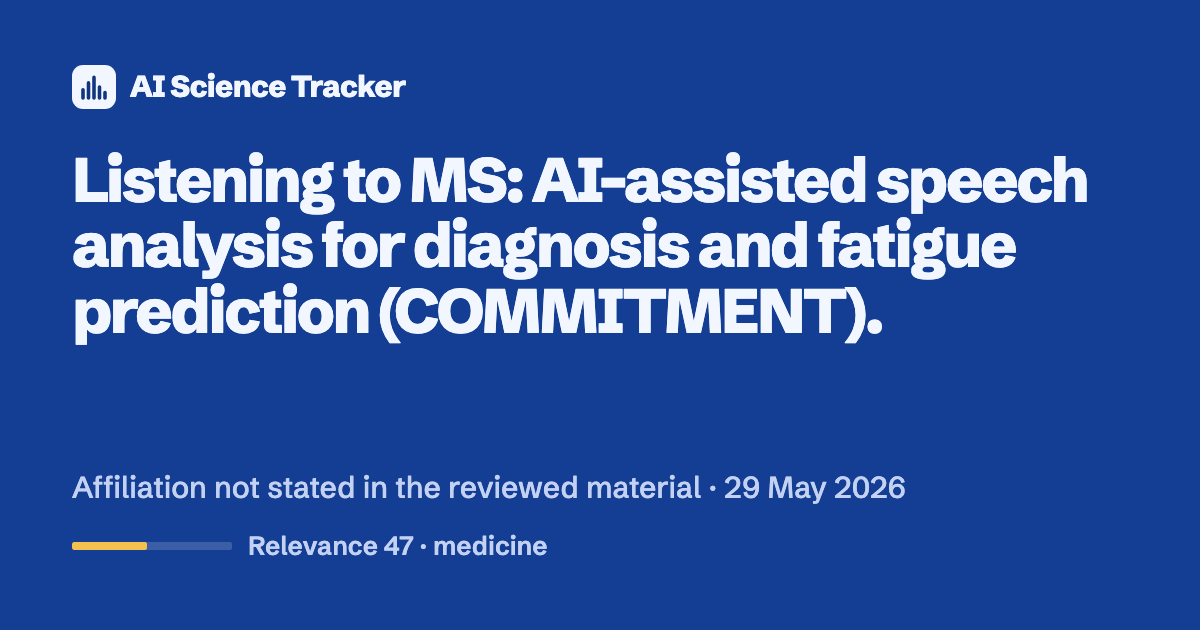 AI Science Tracker
Listening to MS: AI-assisted speech
analysis for diagnosis and fatigue
prediction (COMMITMENT).
Affiliation not stated in the reviewed material · 29 May 2026
Relevance 47 · medicine